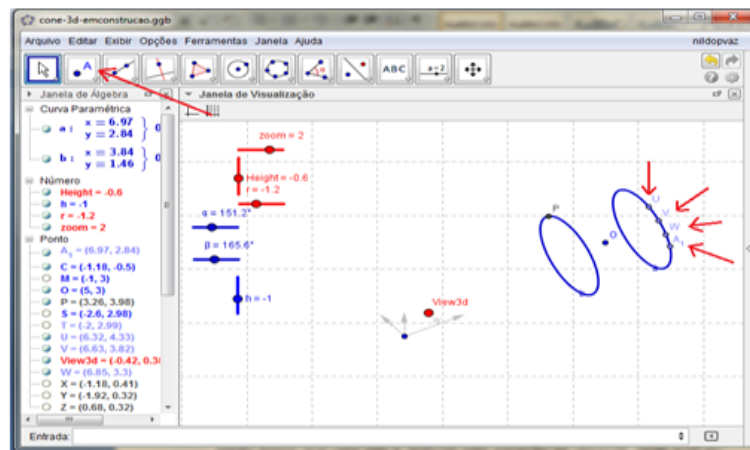 cone-3d-emconstrucao.ggb
Arquivo Editar Exibir Opções Ferramentas Janela Ajuda
nildopvaz
A
ABC
a=2
Janela de Álgebra
Janela de Visualização
Curva Paramétrica
a : x = 6.97
y = 2.84
b : x = 3.84
y = 1.46
Número
Height = -0.6
h = -1
r = -1.2
zoom = 2
Ponto
A₁ = (6.97, 2.84)
C = (-1.18, -0.5)
M = (-1, 3)
O = (5, 3)
P = (3.26, 3.98)
S = (-2.6, 2.98)
T = (-2, 2.99)
U = (6.32, 4.33)
V = (6.63, 3.82)
View3d = (-0.42, 0.3
W = (6.85, 3.3)
X = (-1.18, 0.41)
Y = (-1.92, 0.32)
Z = (0.68, 0.32)
zoom = 2
Height = -0.6
r = -1.2
α = 151.2°
β = 165.6°
h = -1
View3d
P
O
U
V
W
A₁
Entrada: